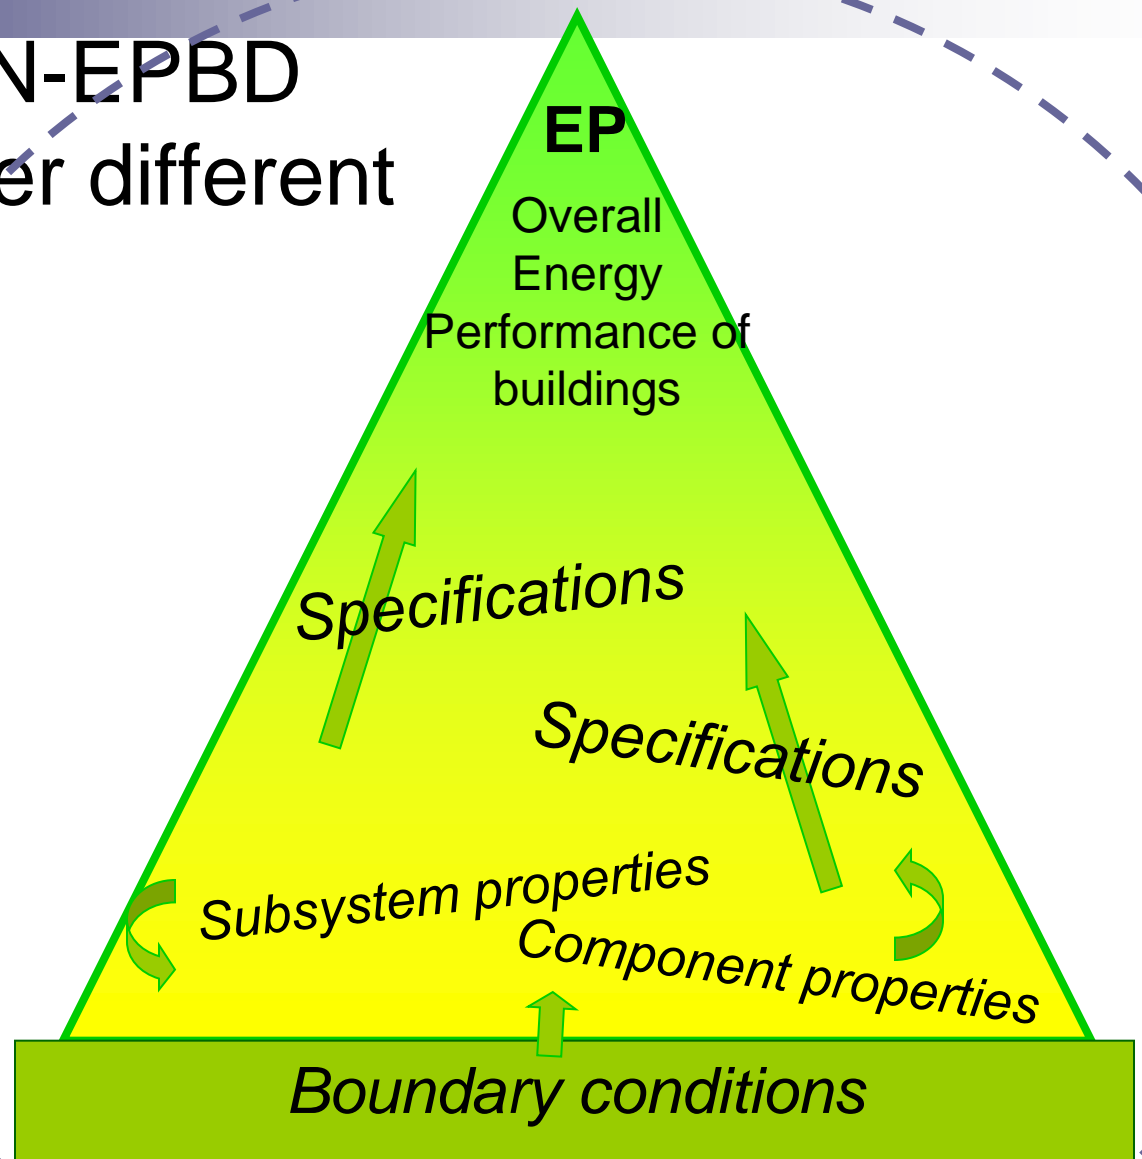 N-EPBD
er different
EP
Overall
Energy
Performance of
buildings
Specifications
Specifications
Subsystem properties
Component properties
Boundary conditions